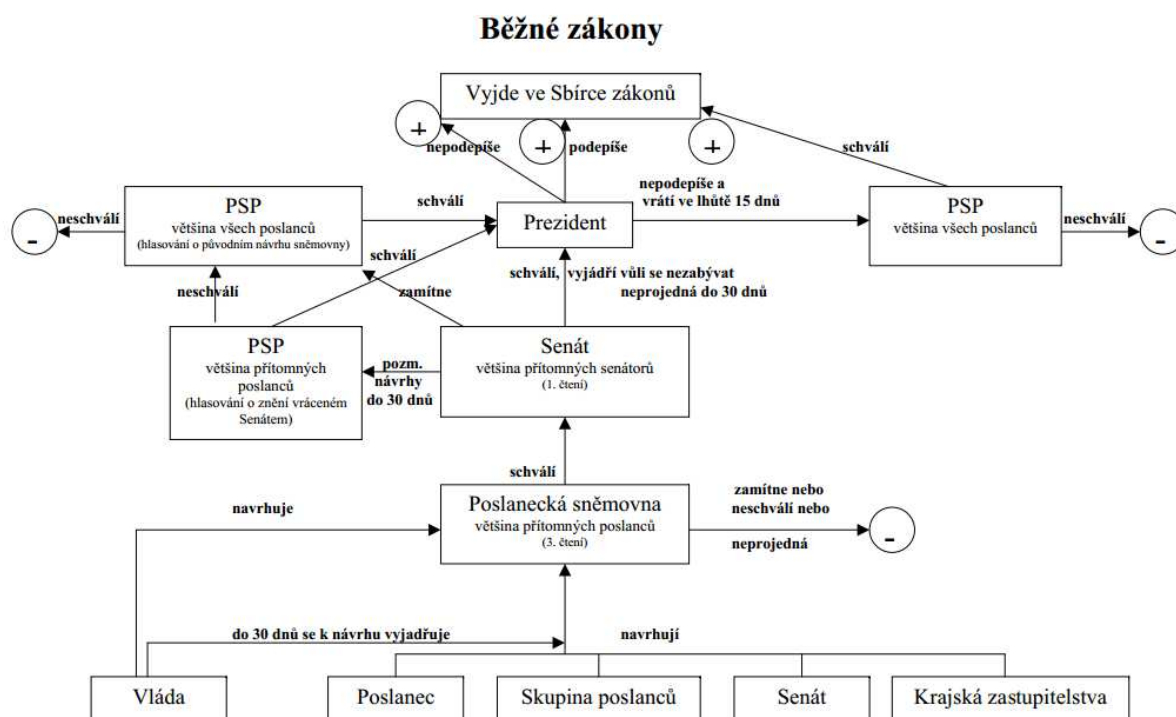 Běžné zákony
Vyjde ve Sbírce zákonů
+
+
+
nepodepíše
podepíše
schválí
PSP
většina všech poslanců
(hlasování o původním návrhu sněmovny)
neschválí
-
schválí
Prezident
nepodepíše a
vrátí ve lhůtě 15 dnů
PSP
většina všech poslanců
neschválí
-
schválí
neschválí
zamítne
schválí, vyjádří vůli se nezabývat
neprojedná do 30 dnů
PSP
většina přítomných
poslanců
(hlasování o znění vráceném
Senátem)
pozm.
návrhy
do 30 dnů
Senát
většina přítomných senátorů
(1. čtení)
schválí
navrhuje
Poslanecká sněmovna
většina přítomných poslanců
(3. čtení)
zamítne nebo
neschválí nebo
neprojedná
-
do 30 dnů se k návrhu vyjadřuje
navrhují
Vláda
Poslanec
Skupina poslanců
Senát
Krajská zastupitelstva